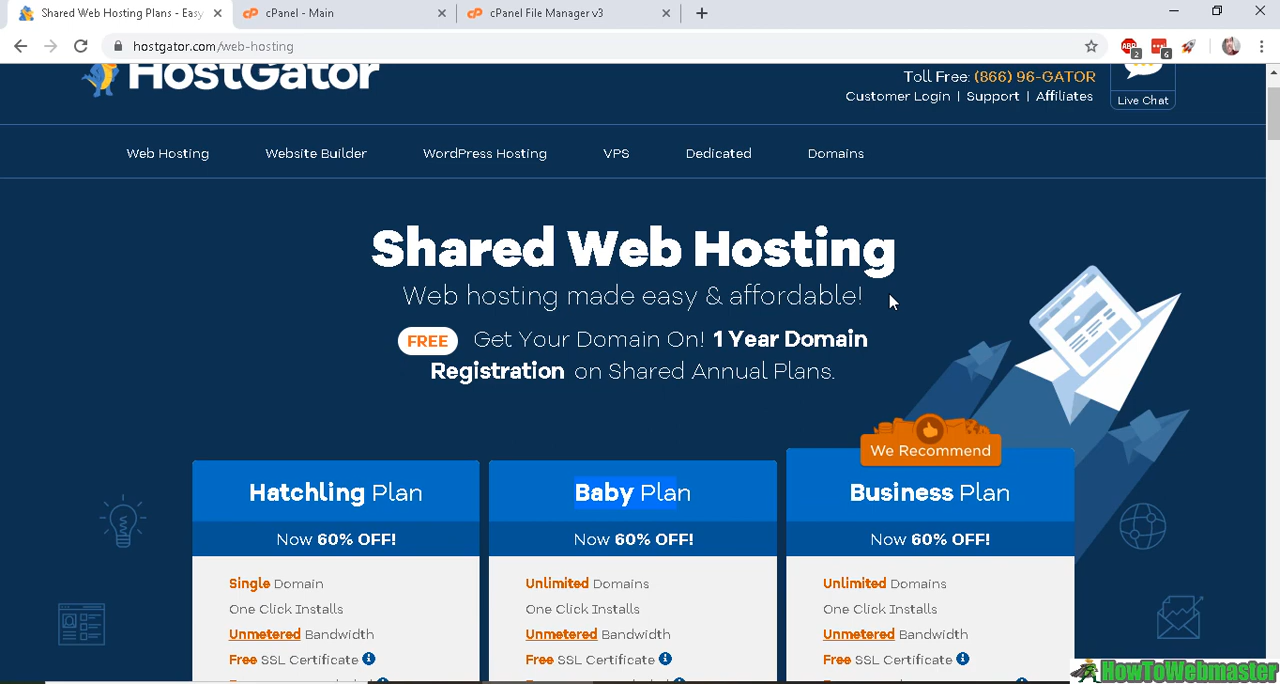 Shared Web Hosting Plans - Easy
cPanel - Main
cPanel File Manager v3
hostgator.com/web-hosting
ABP
2
6
HostGator
Toll Free: (866) 96-GATOR
Customer Login | Support | Affiliates
Live Chat
Web Hosting
Website Builder
WordPress Hosting
VPS
Dedicated
Domains
Shared Web Hosting
Web hosting made easy & affordable!
FREE Get Your Domain On! 1 Year Domain
Registration on Shared Annual Plans.
We Recommend
Hatchling Plan
Now 60% OFF!
Single Domain
One Click Installs
Unmetered Bandwidth
Free SSL Certificate
Baby Plan
Now 60% OFF!
Unlimited Domains
One Click Installs
Unmetered Bandwidth
Free SSL Certificate
Business Plan
Now 60% OFF!
Unlimited Domains
One Click Installs
Unmetered Bandwidth
Free SSL Certificate
HowToWebmaster